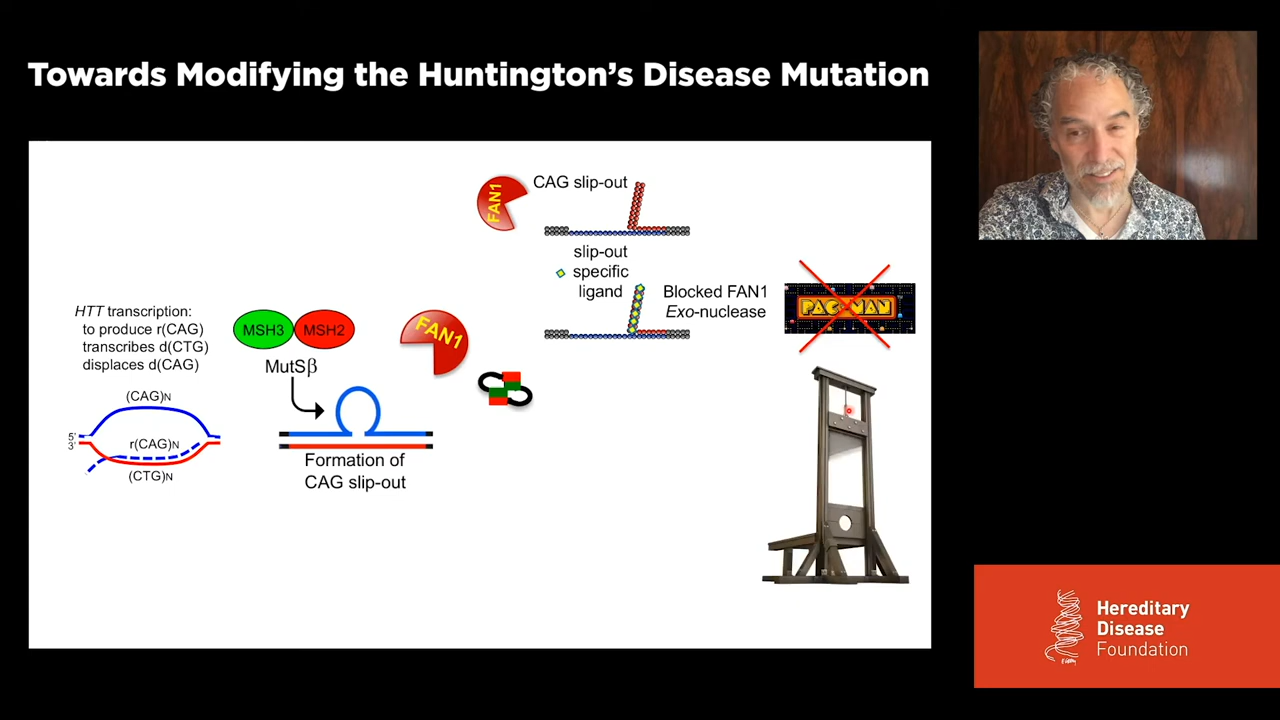 Towards Modifying the Huntington's Disease Mutation
FAN1
CAG slip-out
slip-out
specific
ligand
Blocked FAN1
Exo-nuclease
PAC-MAN
TM
HTT transcription:
to produce r(CAG)
transcribes d(CTG)
displaces d(CAG)
MSH3
MSH2
MutSβ
FAN1
(CAG)N
5'
3'
r(CAG)N
(CTG)N
Formation of
CAG slip-out
Hereditary
Disease
Foundation